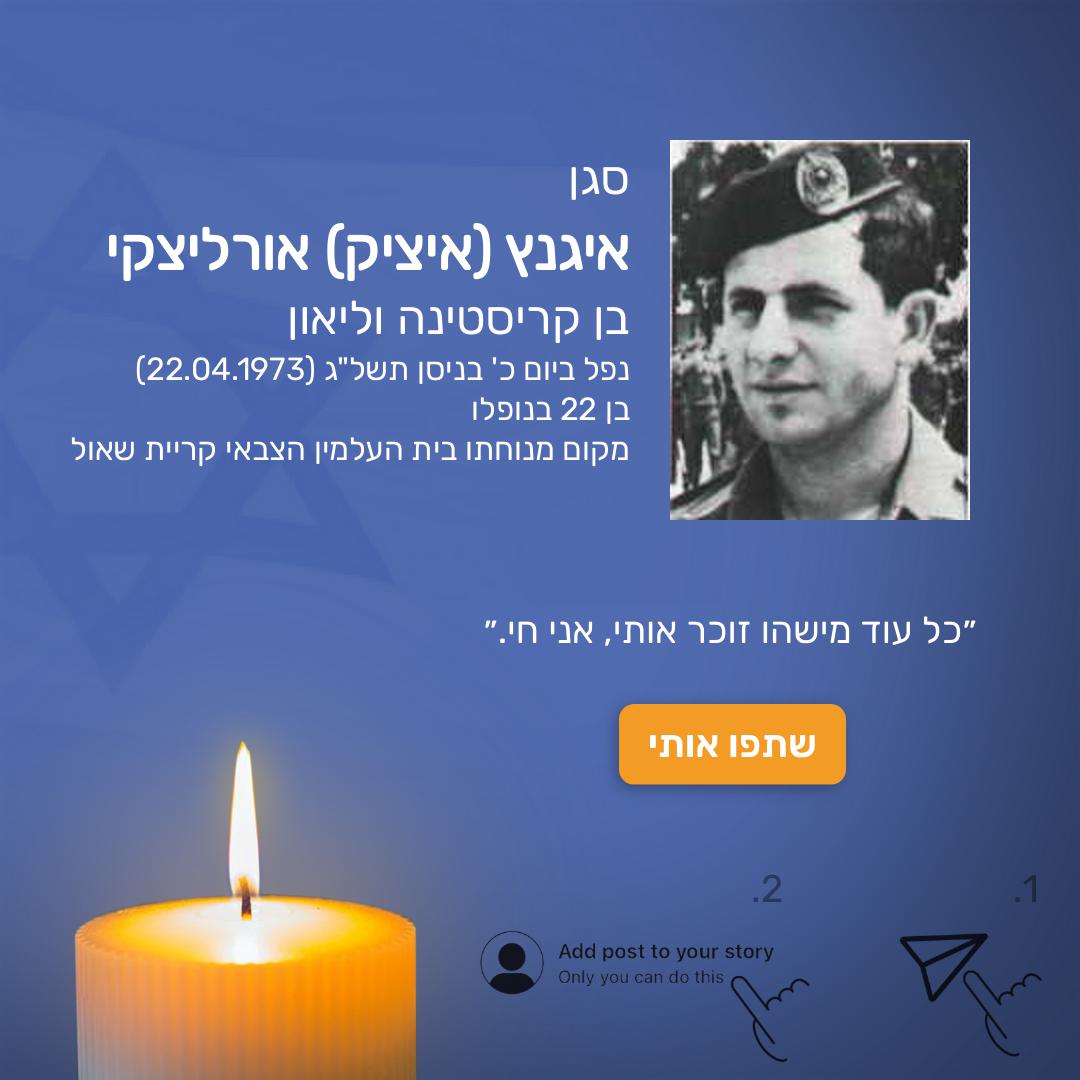 סגן
איגנץ (איציק) אורליצקי
בן קריסטינה וליאון
נפל ביום כ' בניסן תשל"ג (22.04.1973)
בן 22 בנופלו
מקום מנוחתו בית העלמין הצבאי קריית שאול
״כל עוד מישהו זוכר אותי, אני חי.״
שתפו אותי
1.
2.
Add post to your story
Only you can do this